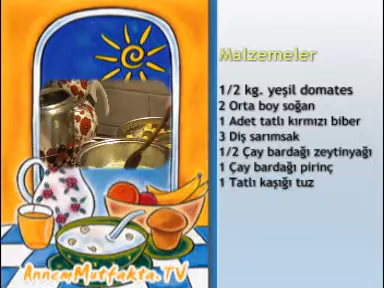 Malzemeler
1/2 kg. yeşil domates
2 Orta boy soğan
1 Adet tatlı kırmızı biber
3 Diş sarımsak
1/2 Çay bardağı zeytinyağı
1 Çay bardağı pirinç
1 Tatlı kaşığı tuz
AnnemMutfakta.TV